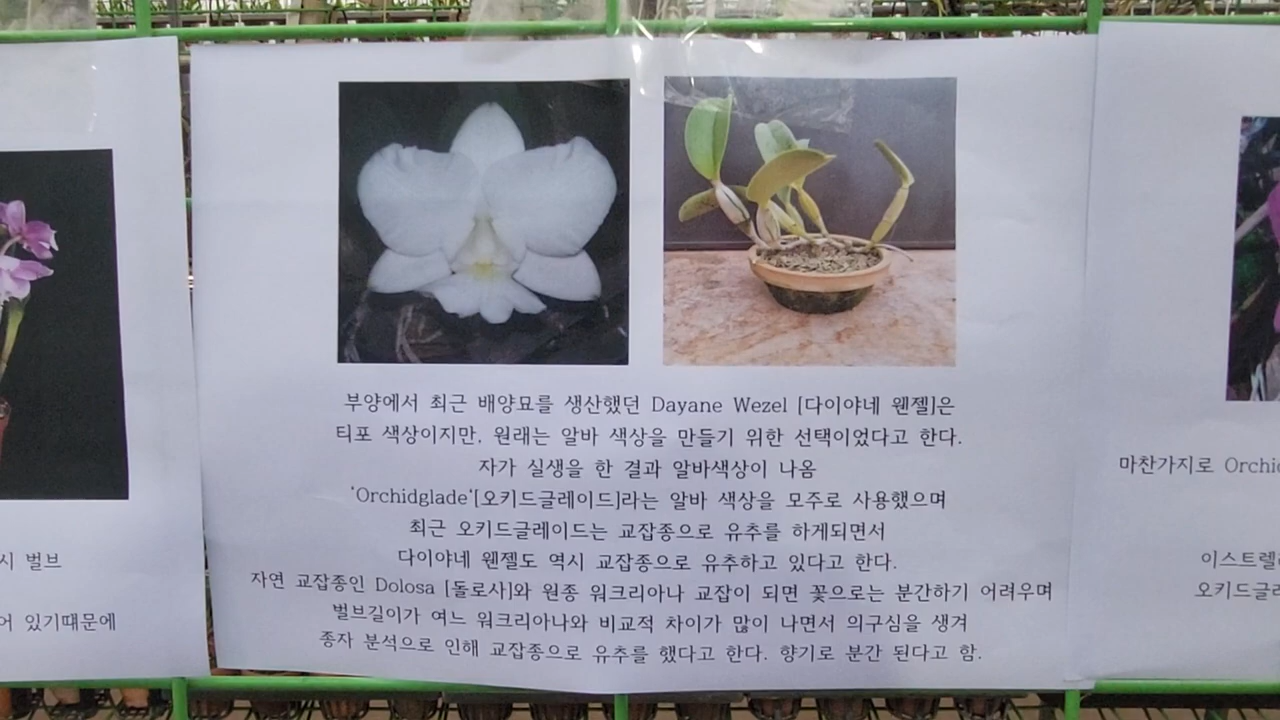 부양에서 최근 배양묘를 생산했던 Dayane Wezel [다이야네 웬젤]은
티포 색상이지만, 원래는 알바 색상을 만들기 위한 선택이었다고 한다.
자가 실생을 한 결과 알바색상이 나옴
'Orchidglade'[오키드글레이드]라는 알바 색상을 모주로 사용했으며
최근 오키드글레이드는 교잡종으로 유추를 하게되면서
다이야네 웬젤도 역시 교잡종으로 유추하고 있다고 한다.
자연 교잡종인 Dolosa [돌로사]와 원종 워크리아나 교잡이 되면 꽃으로는 분간하기 어려우며
벌브길이가 여느 워크리아나와 비교적 차이가 많이 나면서 의구심을 생겨
종자 분석으로 인해 교잡종으로 유추를 했다고 한다. 향기로 분간 된다고 함.
시 벌브
어 있기때문에
마찬가지로 Orchid
이스트렐
오키드글레